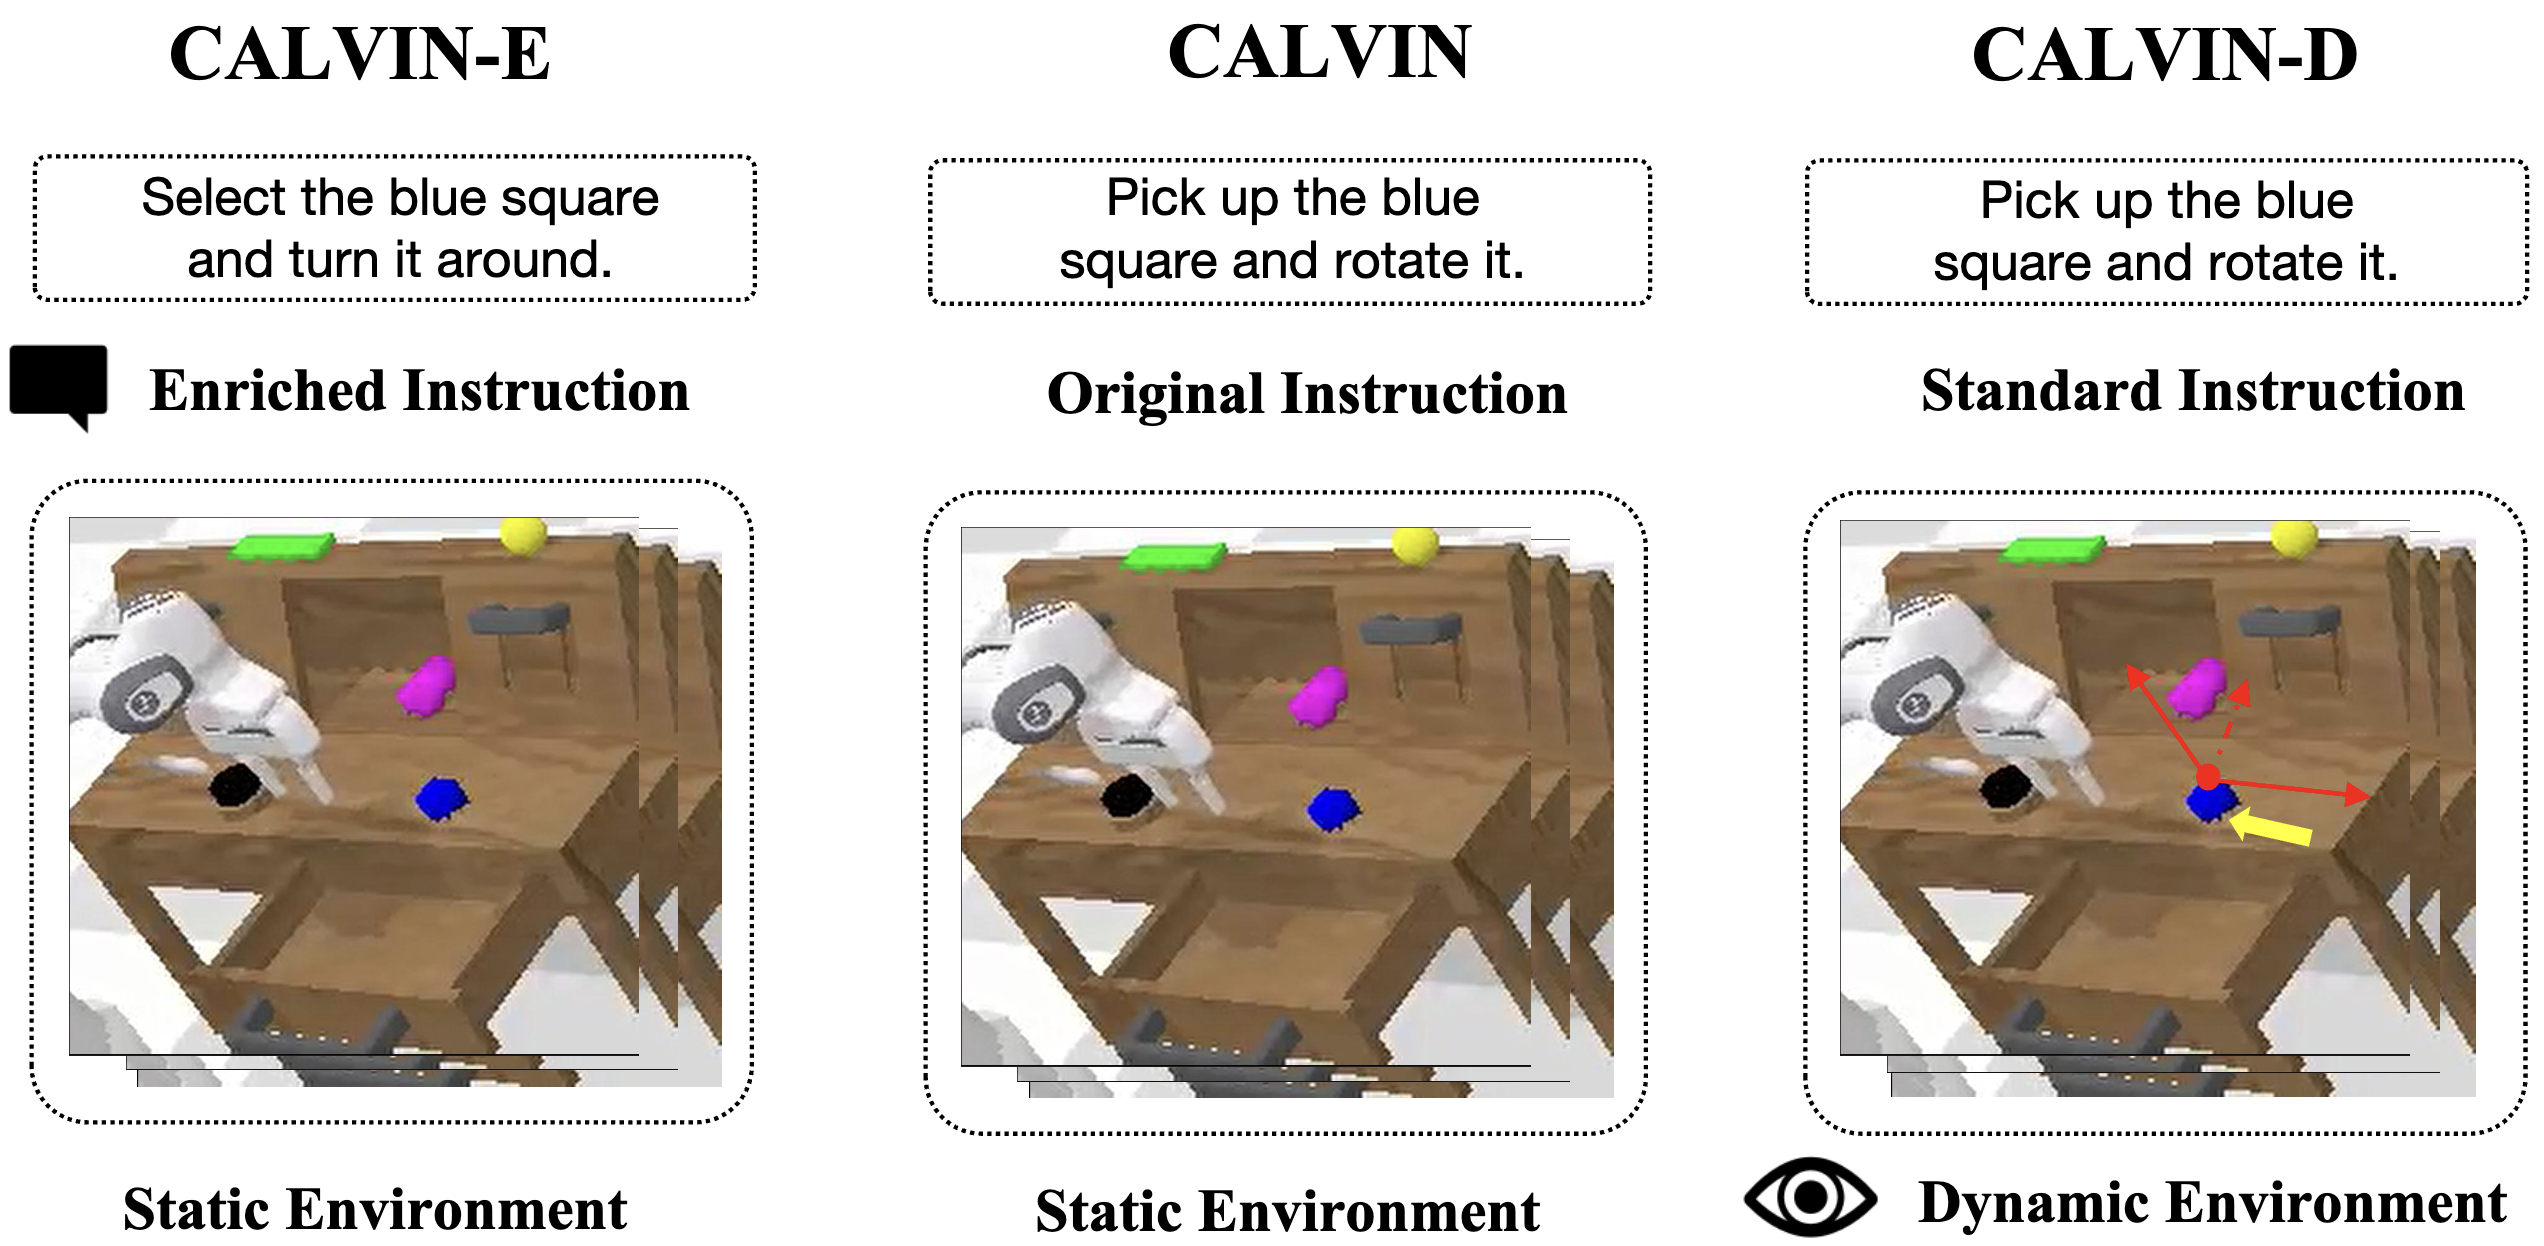 CALVIN-E
Select the blue square
and turn it around.
Enriched Instruction
Static Environment
CALVIN
Pick up the blue
square and rotate it.
Original Instruction
Static Environment
CALVIN-D
Pick up the blue
square and rotate it.
Standard Instruction
Dynamic Environment